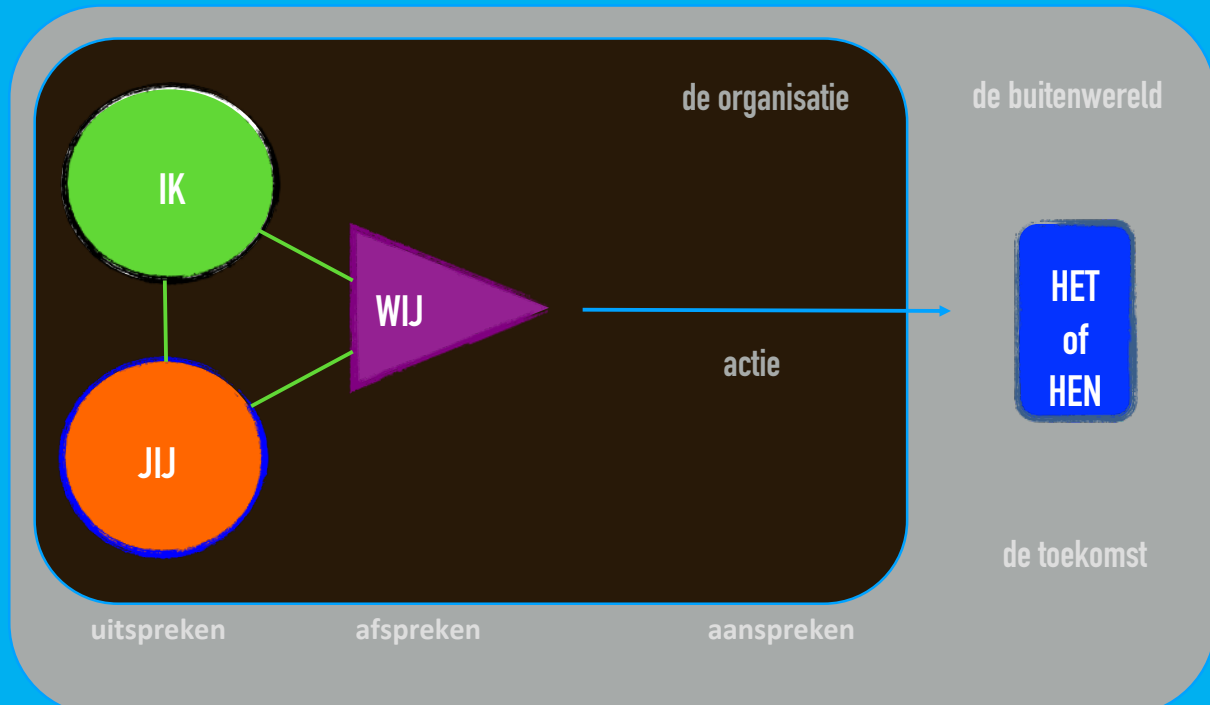 de organisatie
de buitenwereld
IK
WIJ
HET
of
HEN
actie
JIJ
de toekomst
uitspreken
afspreken
aanspreken